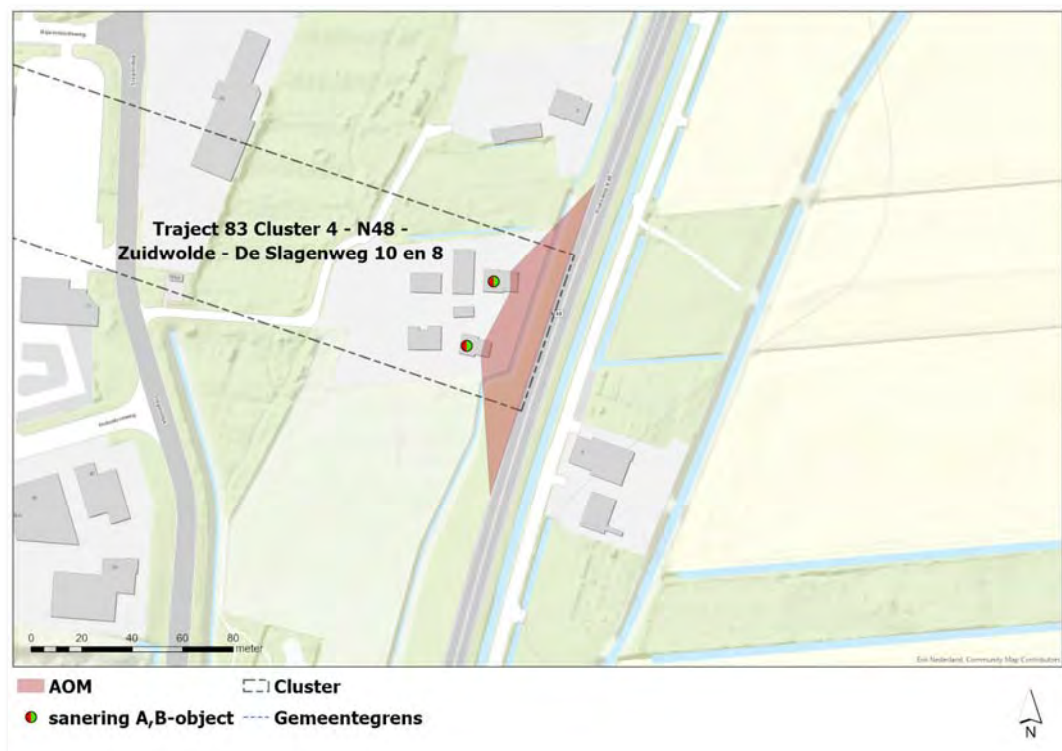 Traject 83 Cluster 4 - N48 -
Zuidwolde - De Slagenweg 10 en 8
0 20 40 60 80
meter
Esri Nederland, Community Map Contributors
AOM
Cluster
sanering A,B-object
Gemeentegrens
N